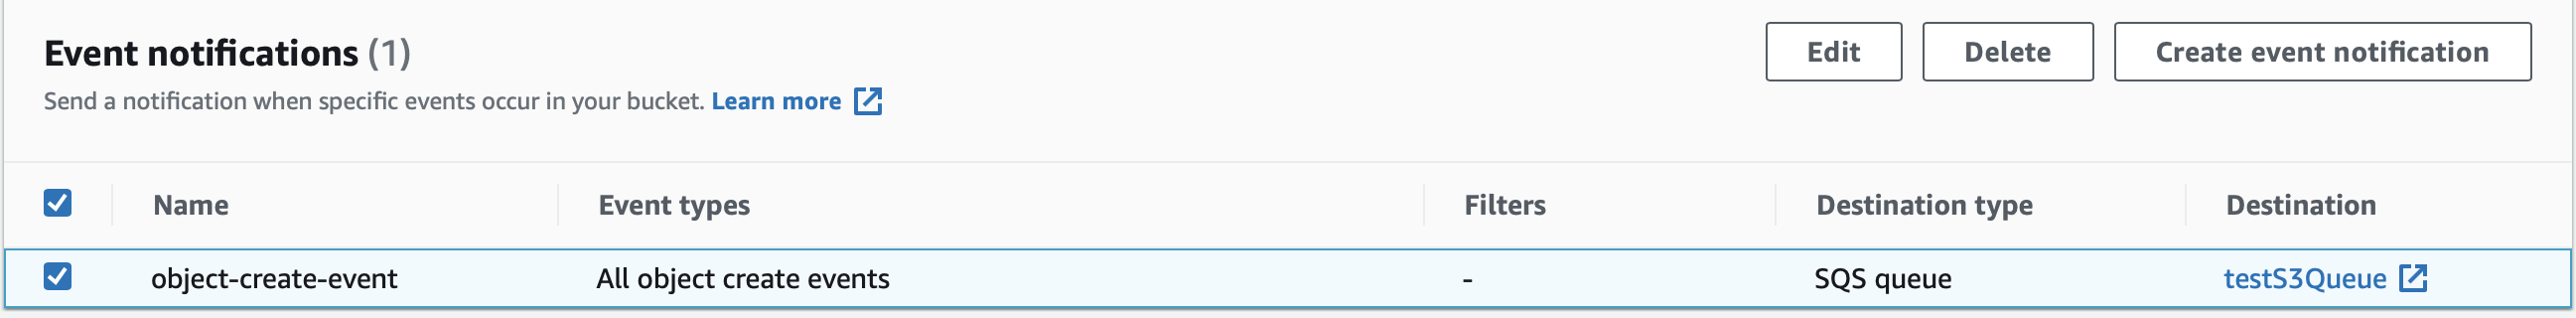 Event notifications (1)
Edit
Delete
Create event notification
Send a notification when specific events occur in your bucket. Learn more
Name Event types Filters Destination type Destination
object-create-event All object create events - SQS queue testS3Queue